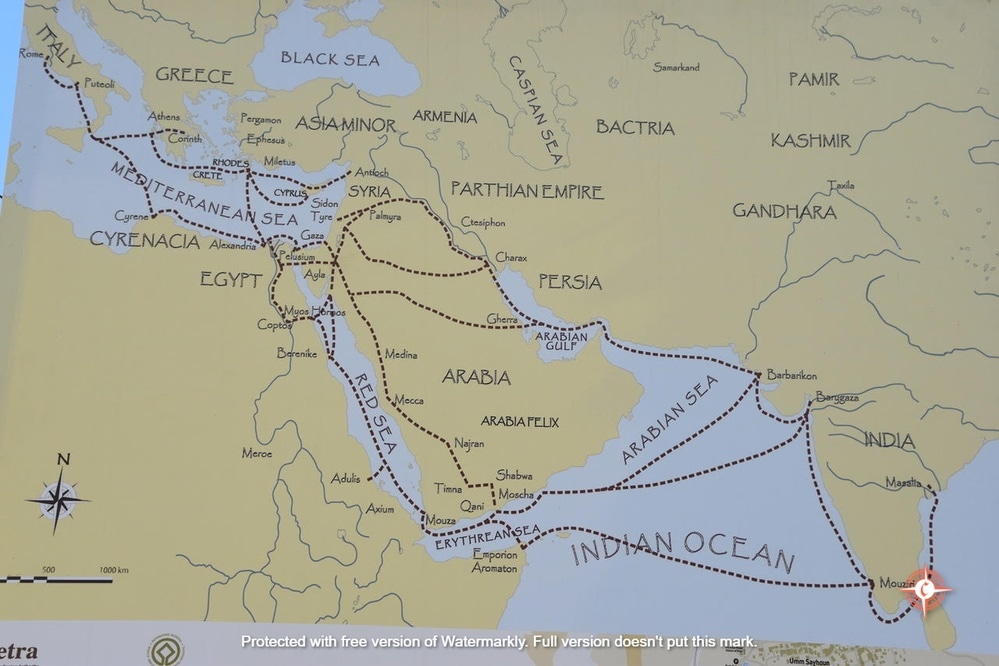 ITALY
Rome
Puteoli
BLACK SEA
GREECE
CASPIAN SEA
Samarkand
PAMIR
Athens
Corinth
Pergamon
Ephesus
ASIA MINOR
ARMENIA
BACTRIA
KASHMIR
RHODES
CRETE
Miletus
CYPRUS
Antioch
SYRIA
PARTHIAN EMPIRE
Taxila
GANDHARA
MEDITERRANEAN SEA
Sidon
Tyre
Palmyra
Ctesiphon
Cyrene
CYRENACIA
Alexandria
Gaza
Pelusium
Charax
EGYPT
Ayla
PERSIA
Myos Hormos
Coptos
Gherra
ARABIAN
GULF
Berenike
Medina
ARABIA
Barbarikon
RED SEA
Mecca
ARABIA FELIX
ARABIAN SEA
Barygaza
INDIA
Meroe
Najran
N
Adulis
Shabwa
Timna
Moscha
Masalla
Axium
Qani
Mouza
ERYTHREAN SEA
Emporion
Aromaton
INDIAN OCEAN
500
1000 km
etra
Protected with free version of Watermarkly. Full version doesn't put this mark.
Umm Sayhoun